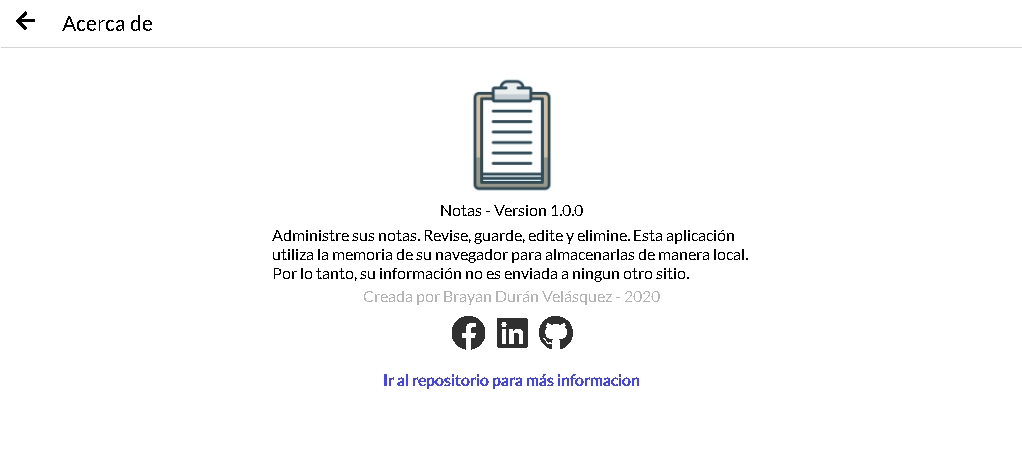 Acerca de
Notas - Version 1.0.0
Administre sus notas. Revise, guarde, edite y elimine. Esta aplicación
utiliza la memoria de su navegador para almacenarlas de manera local.
Por lo tanto, su información no es enviada a ningun otro sitio.
Creada por Brayan Durán Velásquez - 2020
in
Ir al repositorio para más informacion